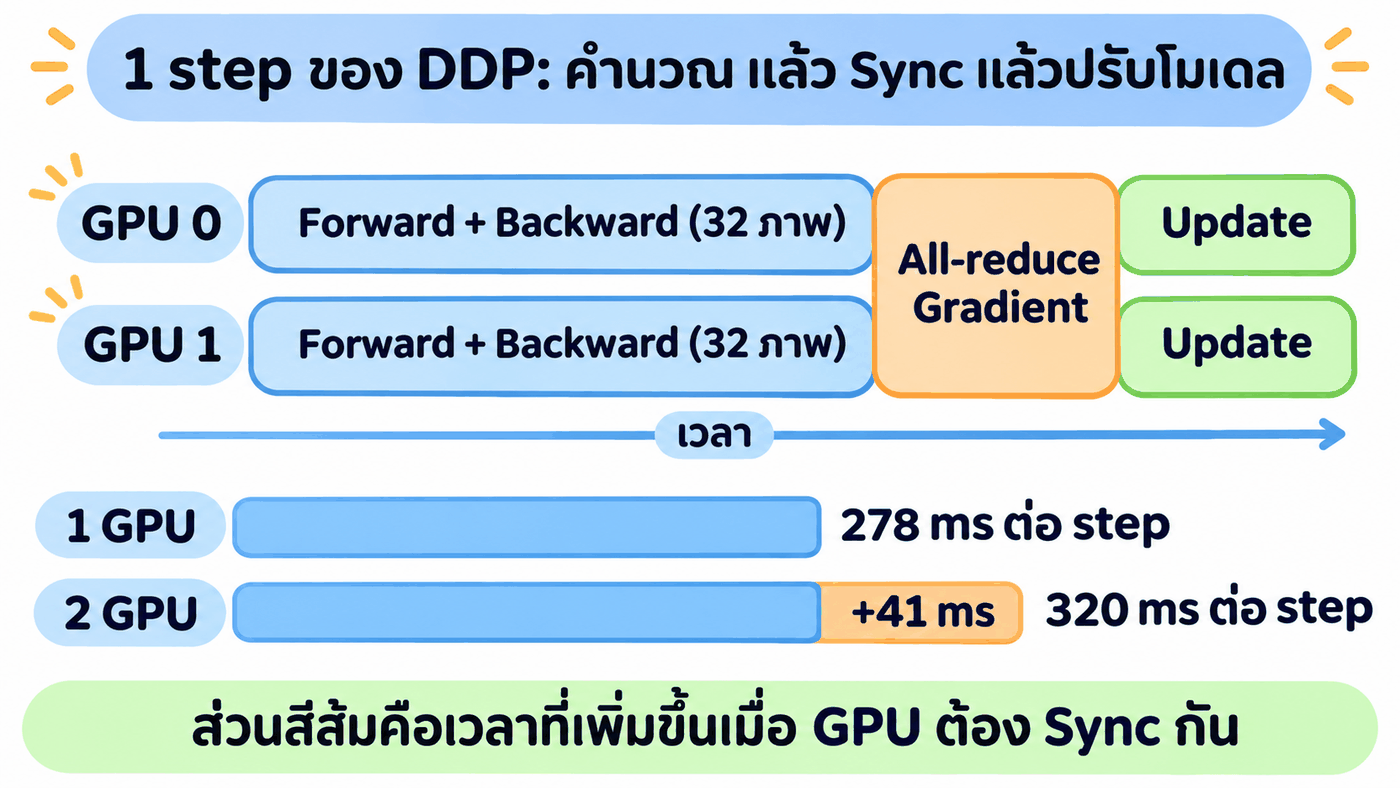 1 step ของ DDP: คำนวณ แล้ว Sync แล้วปรับโมเดล
GPU 0
Forward + Backward (32 ภาพ)
All-reduce
Gradient
Update
GPU 1
Forward + Backward (32 ภาพ)
Update
เวลา
1 GPU
278 ms ต่อ step
2 GPU
+41 ms
320 ms ต่อ step
ส่วนสีส้มคือเวลาที่เพิ่มขึ้นเมื่อ GPU ต้อง Sync กัน